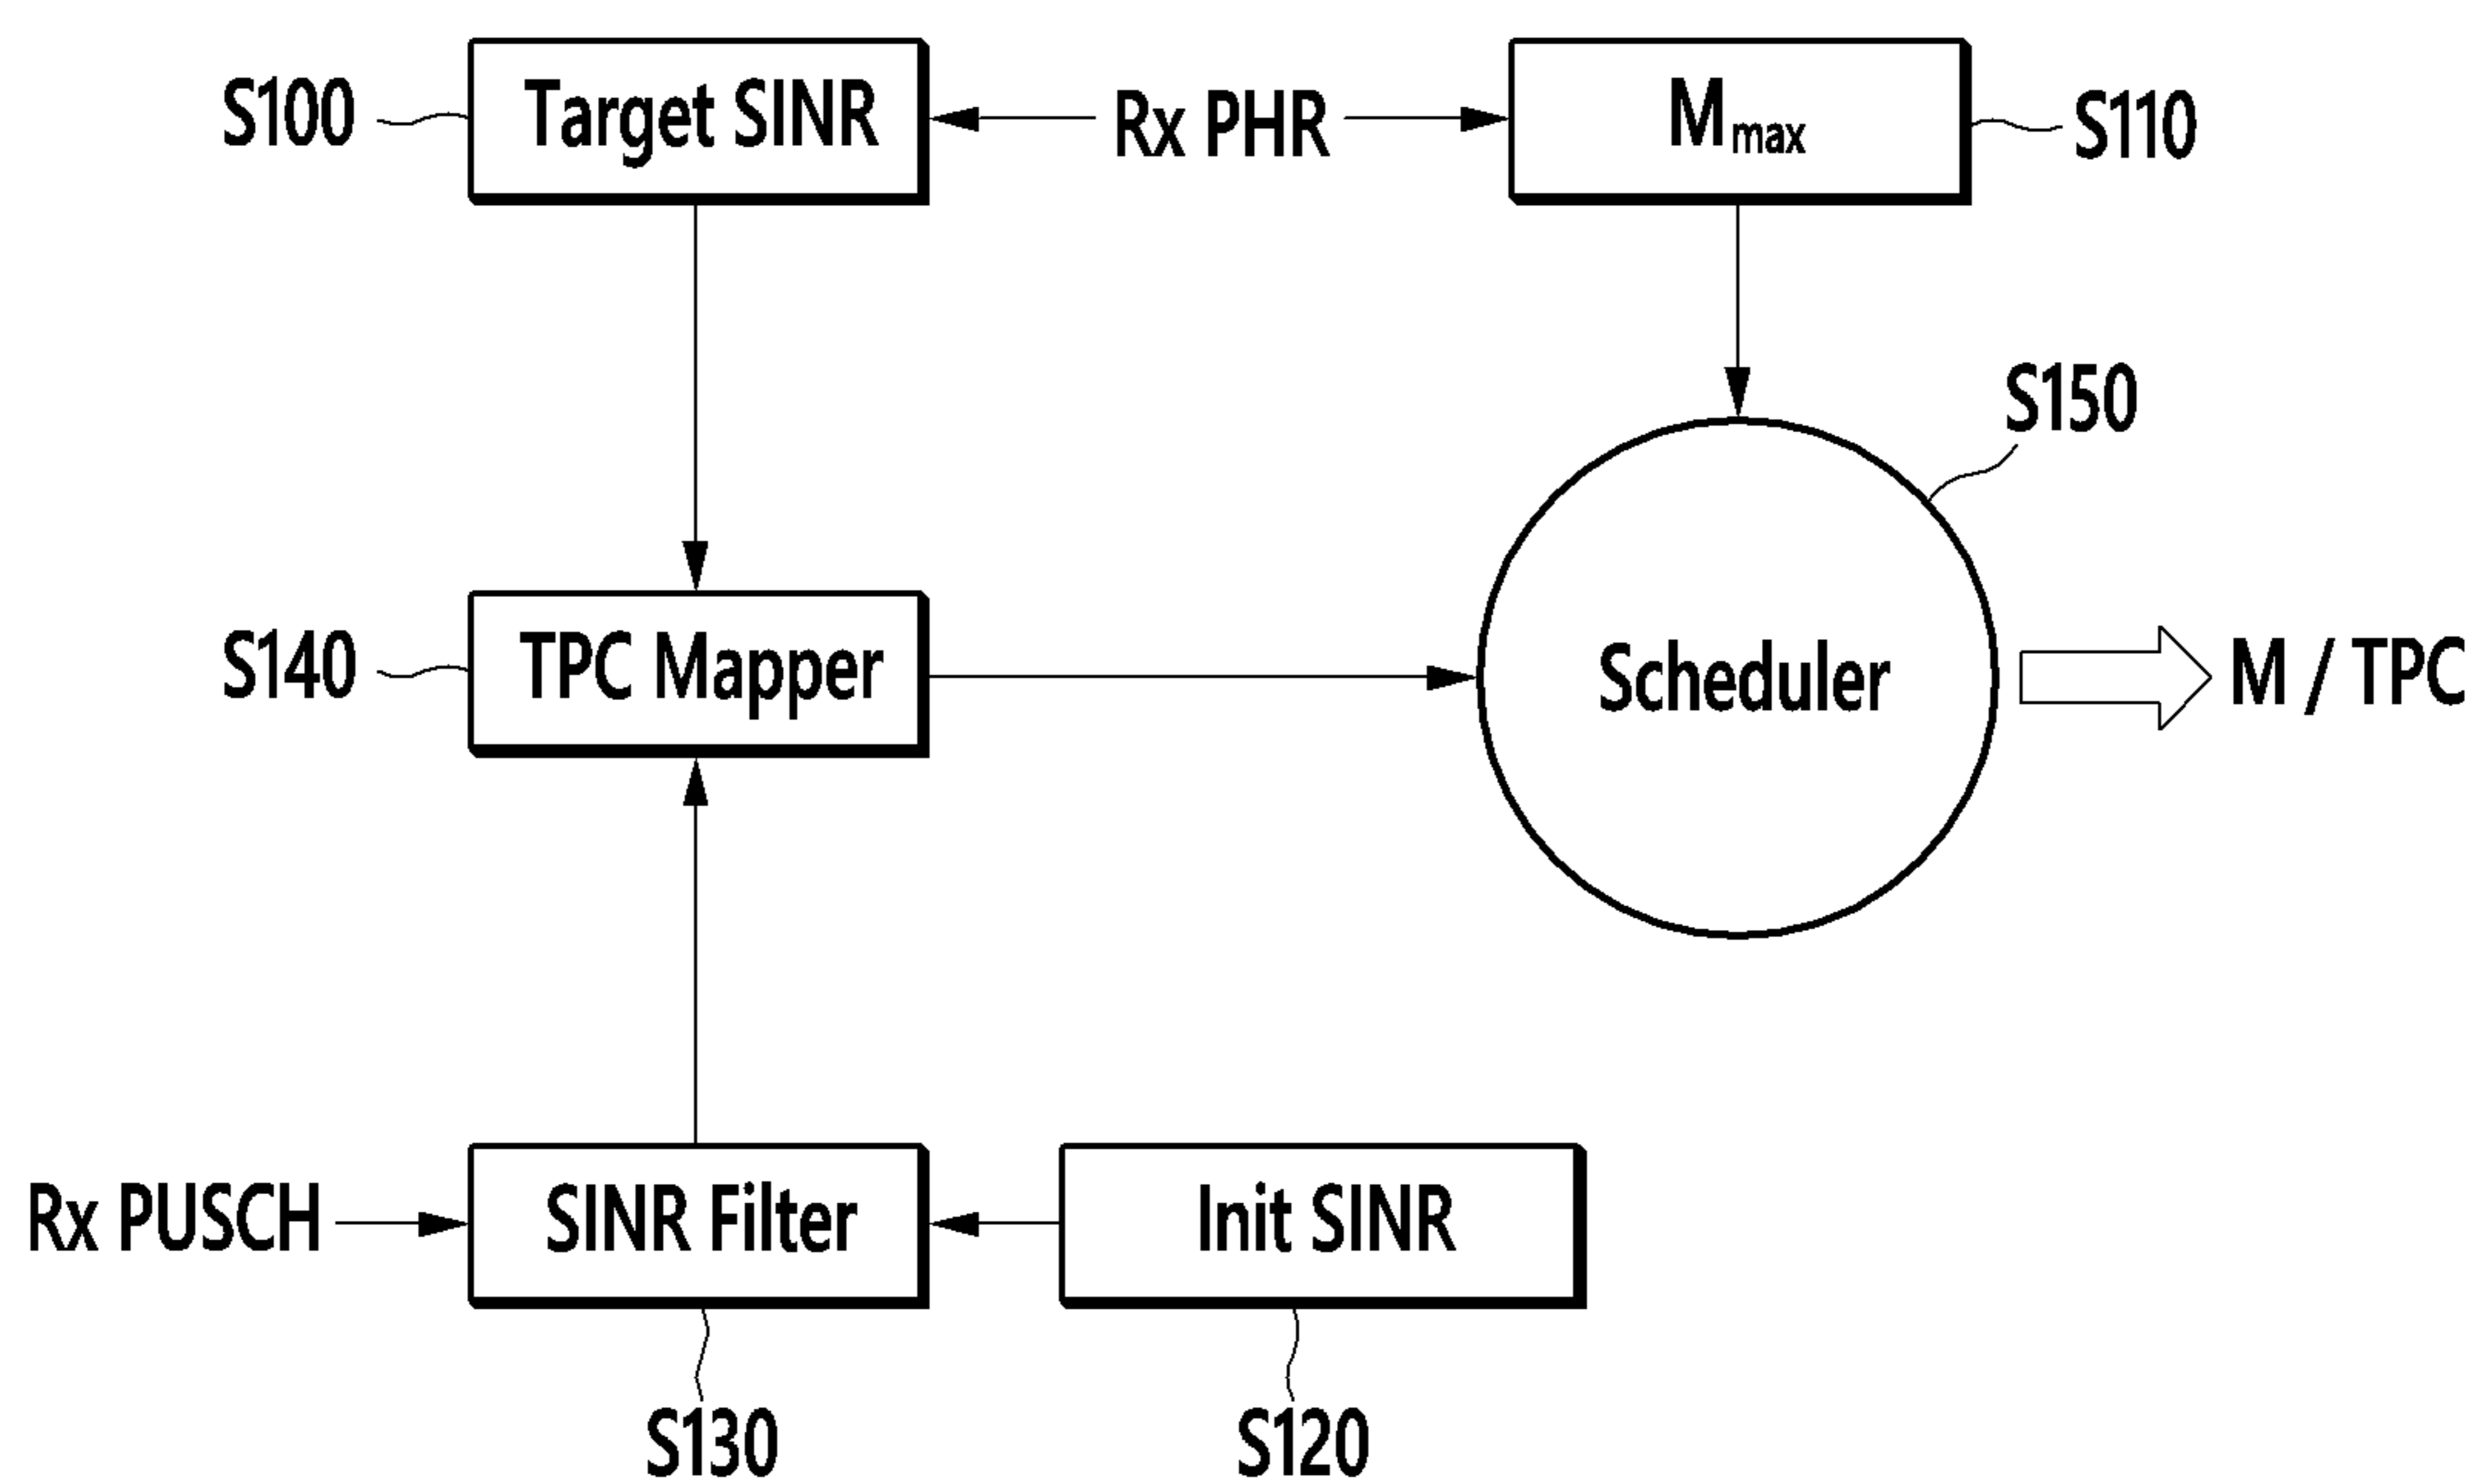 S100
Target SINR
Rx PHR
Mmax
S110
S150
S140
TPC Mapper
Scheduler
M / TPC
Rx PUSCH
SINR Filter
Init SINR
S130
S120